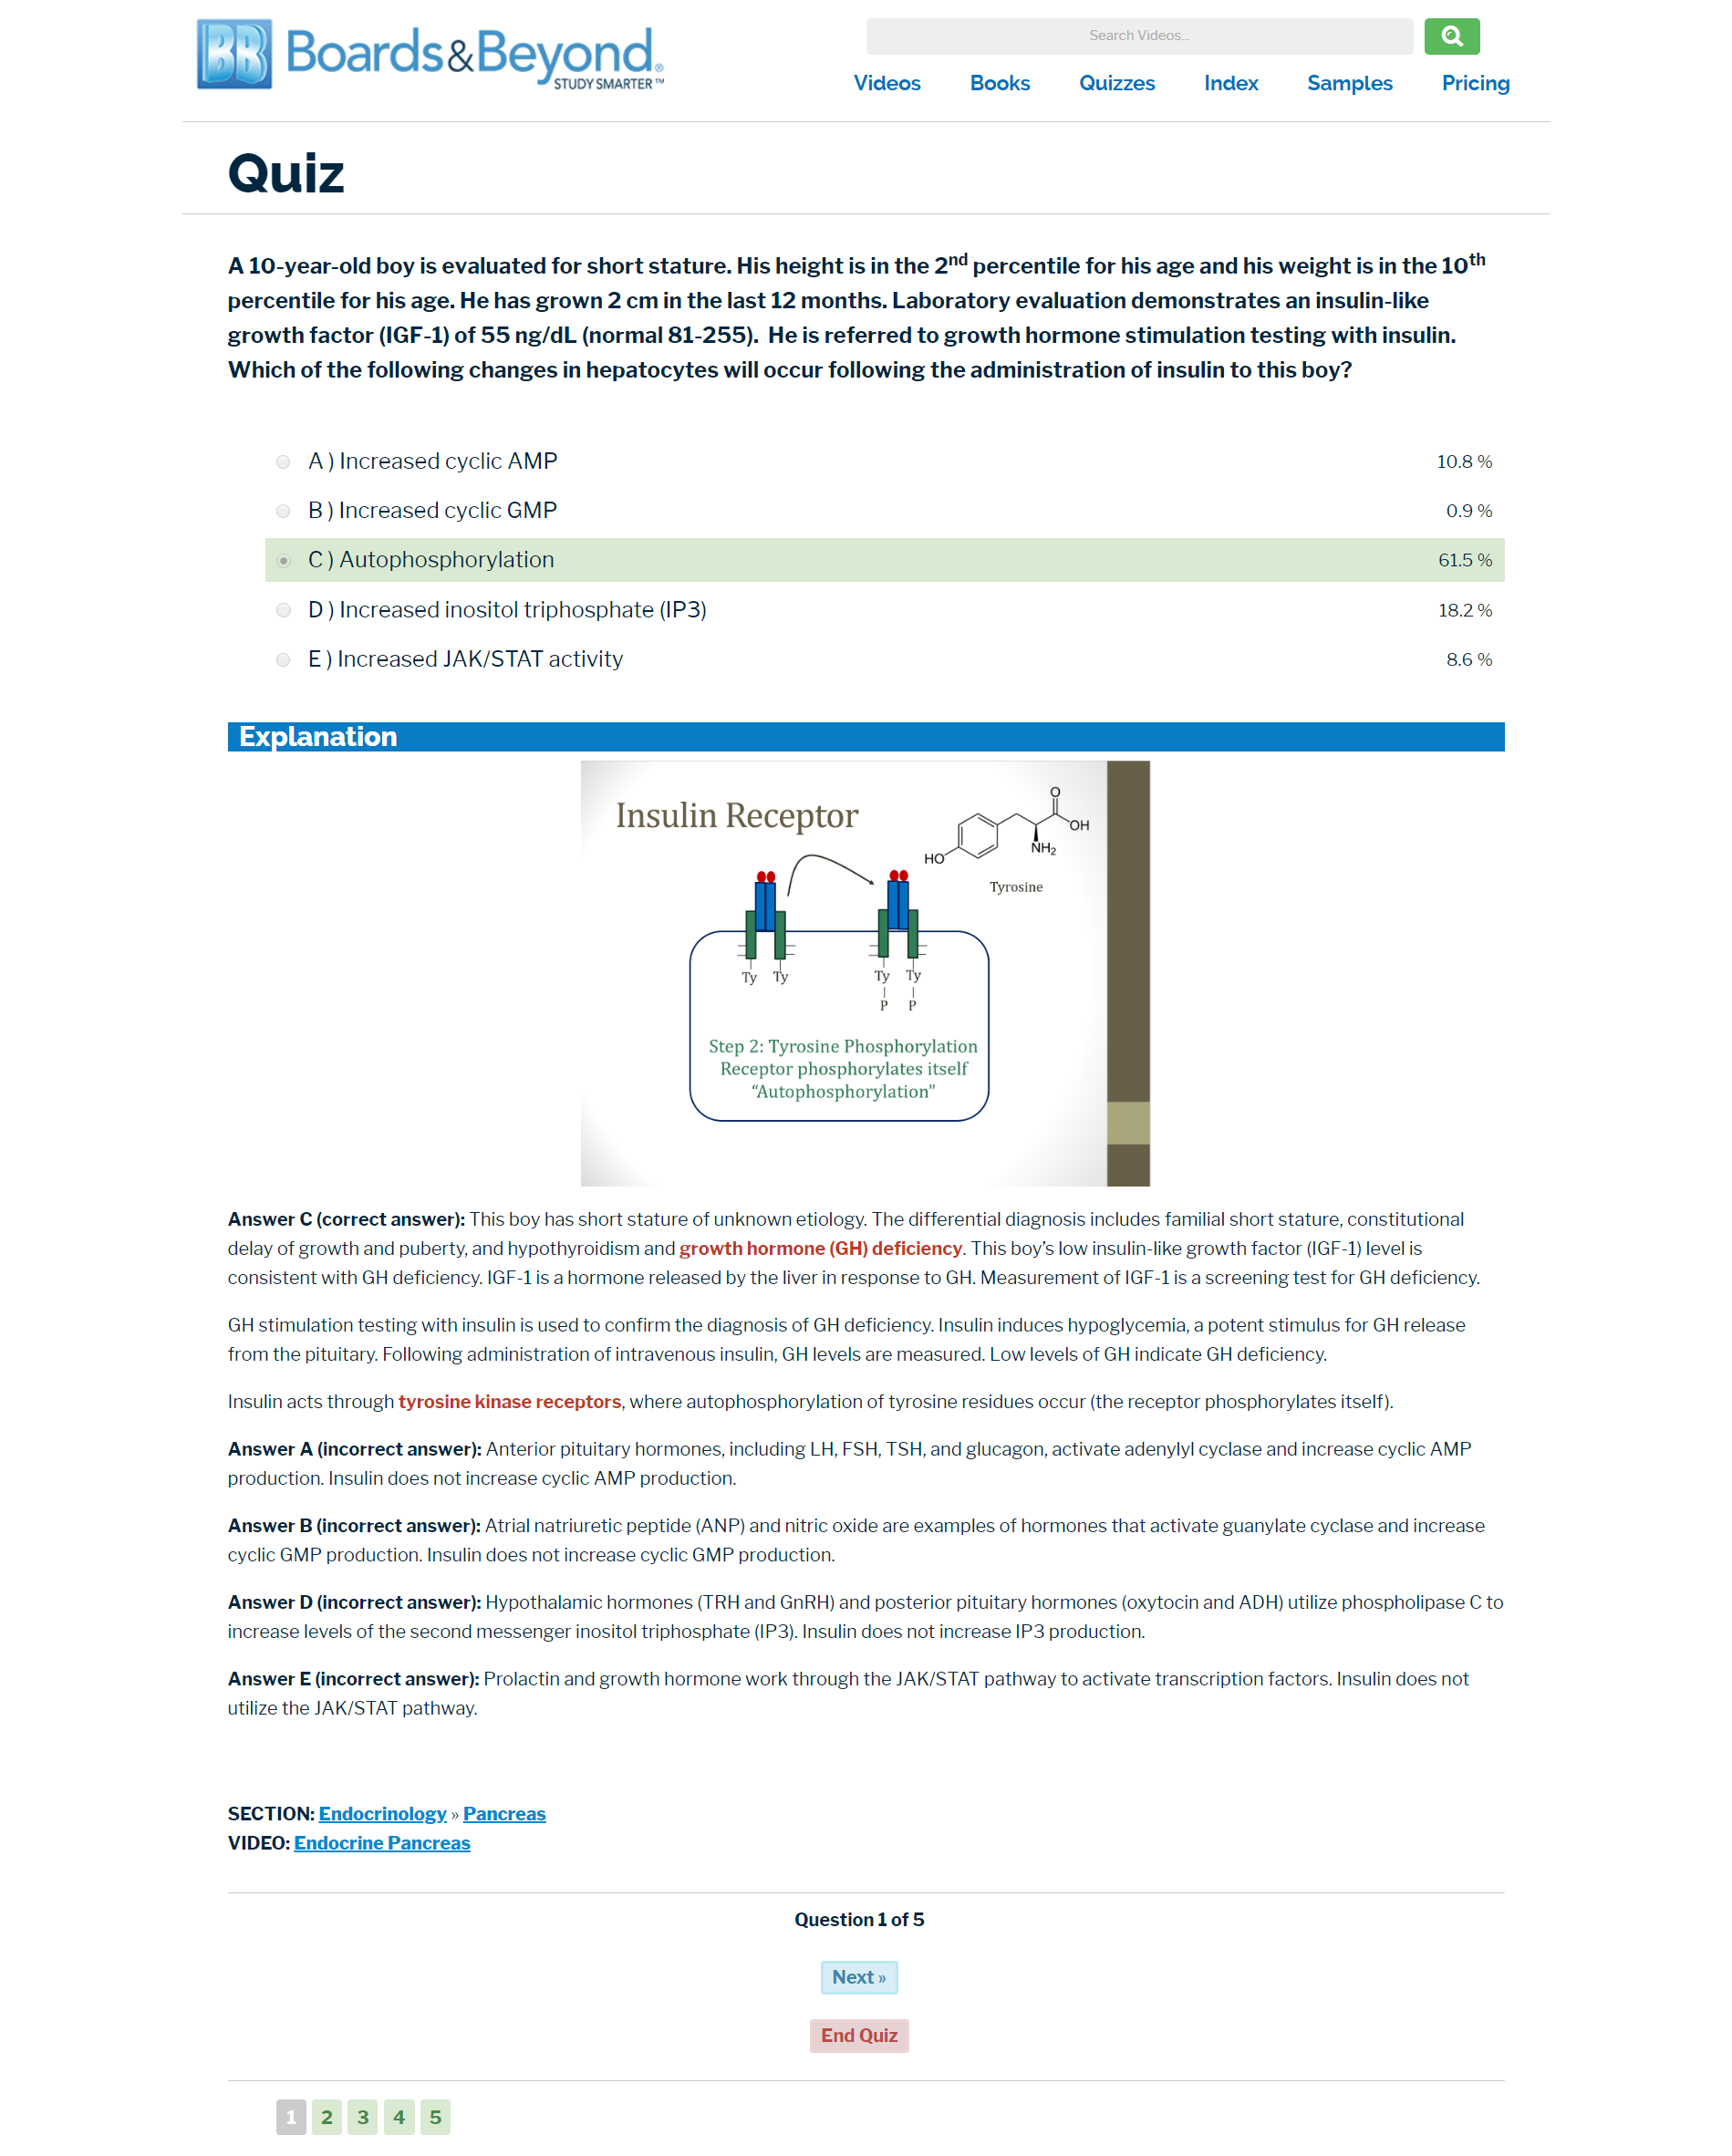 BB Boards&Beyond®
STUDY SMARTER™
Search Videos...
Videos Books Quizzes Index Samples Pricing
Quiz
A 10-year-old boy is evaluated for short stature. His height is in the 2nd percentile for his age and his weight is in the 10th
percentile for his age. He has grown 2 cm in the last 12 months. Laboratory evaluation demonstrates an insulin-like
growth factor (IGF-1) of 55 ng/dL (normal 81-255). He is referred to growth hormone stimulation testing with insulin.
Which of the following changes in hepatocytes will occur following the administration of insulin to this boy?
A ) Increased cyclic AMP 10.8 %
B ) Increased cyclic GMP 0.9 %
C ) Autophosphorylation 61.5 %
D ) Increased inositol triphosphate (IP3) 18.2 %
E ) Increased JAK/STAT activity 8.6 %
Explanation
Insulin Receptor
O
OH
NH2
HO
Tyrosine
Ty Ty Ty Ty
P P
Step 2: Tyrosine Phosphorylation
Receptor phosphorylates itself
“Autophosphorylation”
Answer C (correct answer): This boy has short stature of unknown etiology. The differential diagnosis includes familial short stature, constitutional
delay of growth and puberty, and hypothyroidism and growth hormone (GH) deficiency. This boy’s low insulin-like growth factor (IGF-1) level is
consistent with GH deficiency. IGF-1 is a hormone released by the liver in response to GH. Measurement of IGF-1 is a screening test for GH deficiency.
GH stimulation testing with insulin is used to confirm the diagnosis of GH deficiency. Insulin induces hypoglycemia, a potent stimulus for GH release
from the pituitary. Following administration of intravenous insulin, GH levels are measured. Low levels of GH indicate GH deficiency.
Insulin acts through tyrosine kinase receptors, where autophosphorylation of tyrosine residues occur (the receptor phosphorylates itself).
Answer A (incorrect answer): Anterior pituitary hormones, including LH, FSH, TSH, and glucagon, activate adenylyl cyclase and increase cyclic AMP
production. Insulin does not increase cyclic AMP production.
Answer B (incorrect answer): Atrial natriuretic peptide (ANP) and nitric oxide are examples of hormones that activate guanylate cyclase and increase
cyclic GMP production. Insulin does not increase cyclic GMP production.
Answer D (incorrect answer): Hypothalamic hormones (TRH and GnRH) and posterior pituitary hormones (oxytocin and ADH) utilize phospholipase C to
increase levels of the second messenger inositol triphosphate (IP3). Insulin does not increase IP3 production.
Answer E (incorrect answer): Prolactin and growth hormone work through the JAK/STAT pathway to activate transcription factors. Insulin does not
utilize the JAK/STAT pathway.
SECTION: Endocrinology » Pancreas
VIDEO: Endocrine Pancreas
Question 1 of 5
Next »
End Quiz
1 2 3 4 5